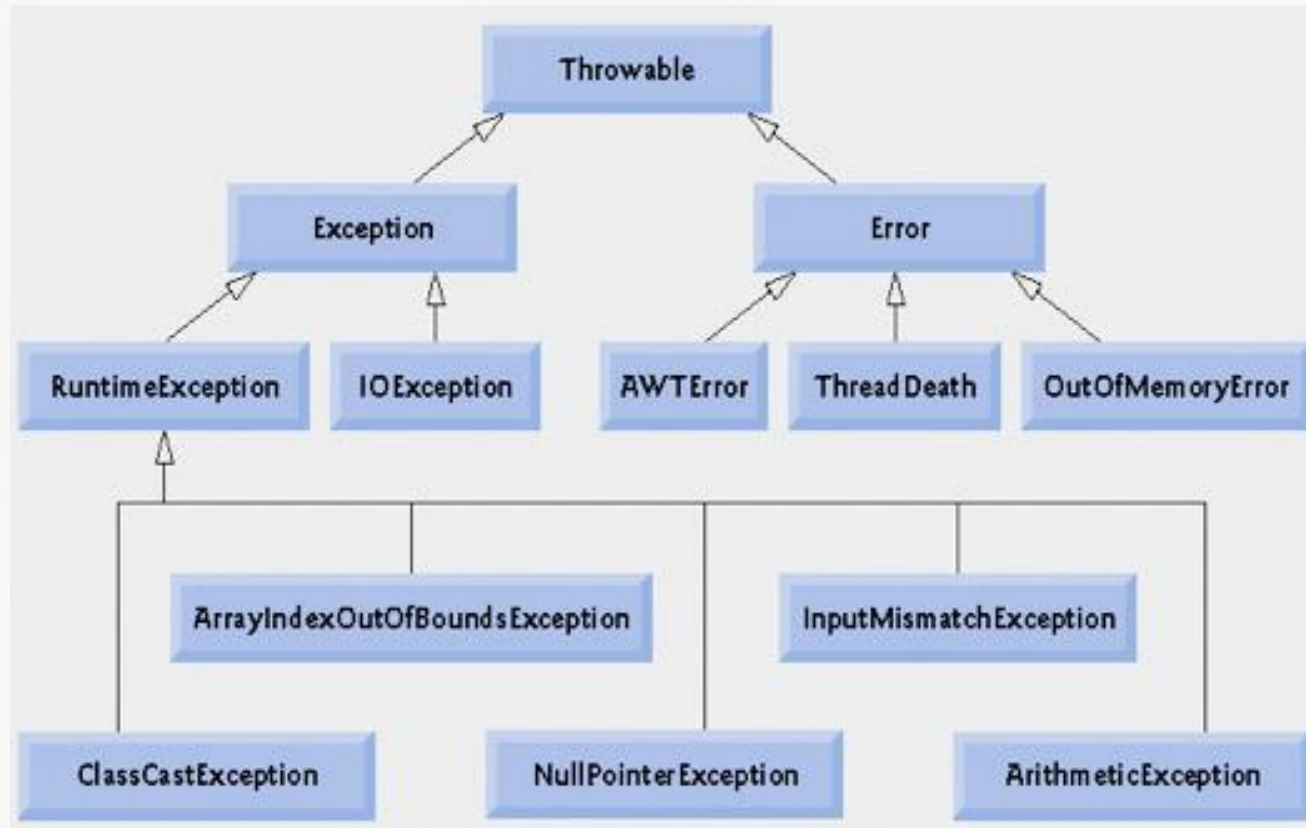 Throwable
Exception
Error
RuntimeException
IOException
AWTError
ThreadDeath
OutOfMemoryError
ArrayIndexOutOfBoundsException
InputMismatchException
ClassCastException
NullPointerException
ArithmeticException